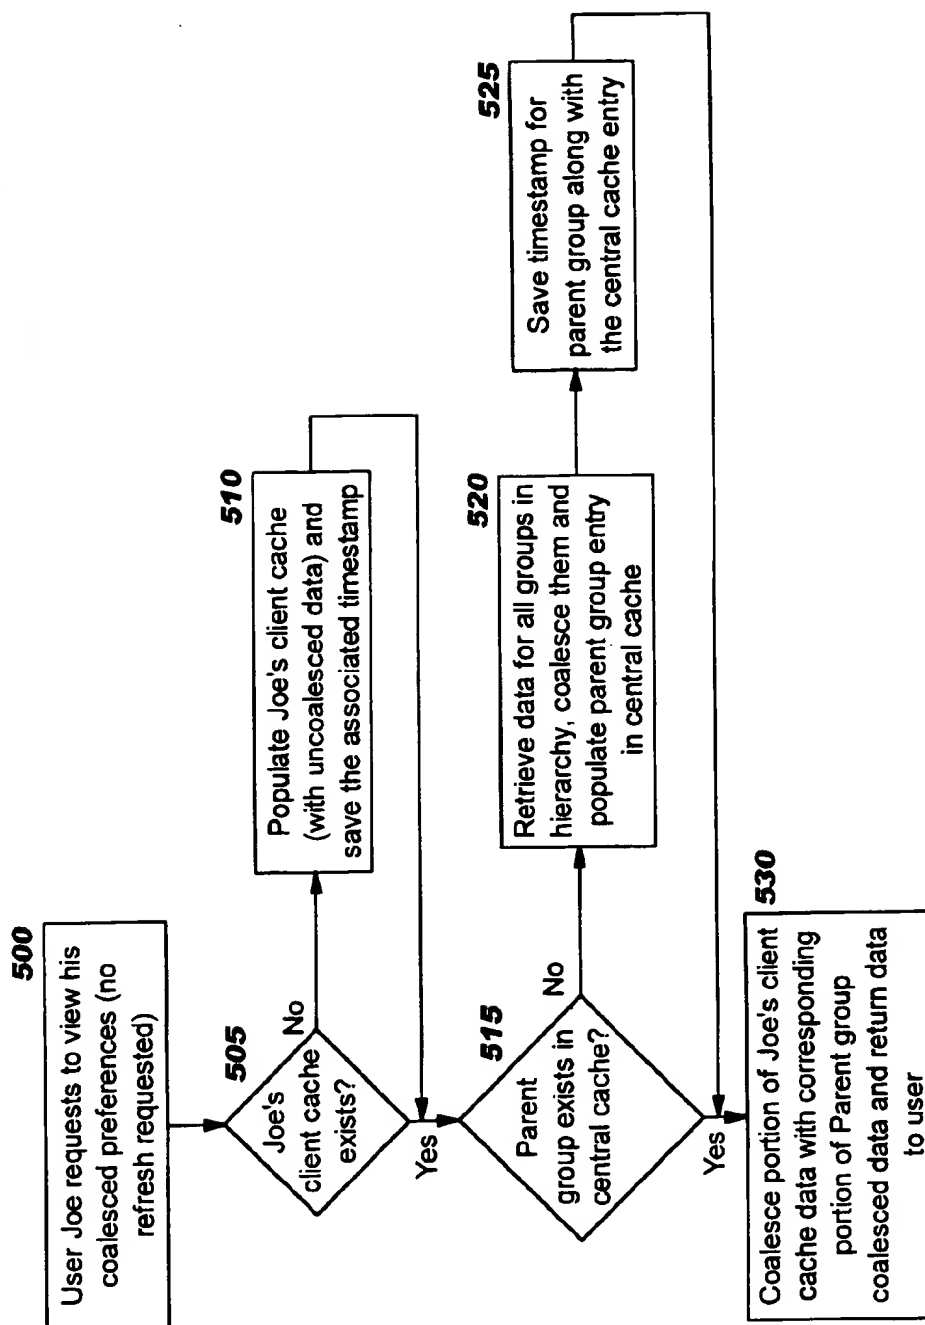 500
User Joe requests to view his
coalesced preferences (no
refresh requested)
505
Joe's
client cache
exists?
No
Yes
510
Populate Joe's client cache
(with uncoalesced data) and
save the associated timestamp
515
Parent
group exists in
central cache?
No
Yes
520
Retrieve data for all groups in
hierarchy, coalesce them and
populate parent group entry
in central cache
525
Save timestamp for
parent group along with
the central cache entry
530
Coalesce portion of Joe's client
cache data with corresponding
portion of Parent group
coalesced data and return data
to user